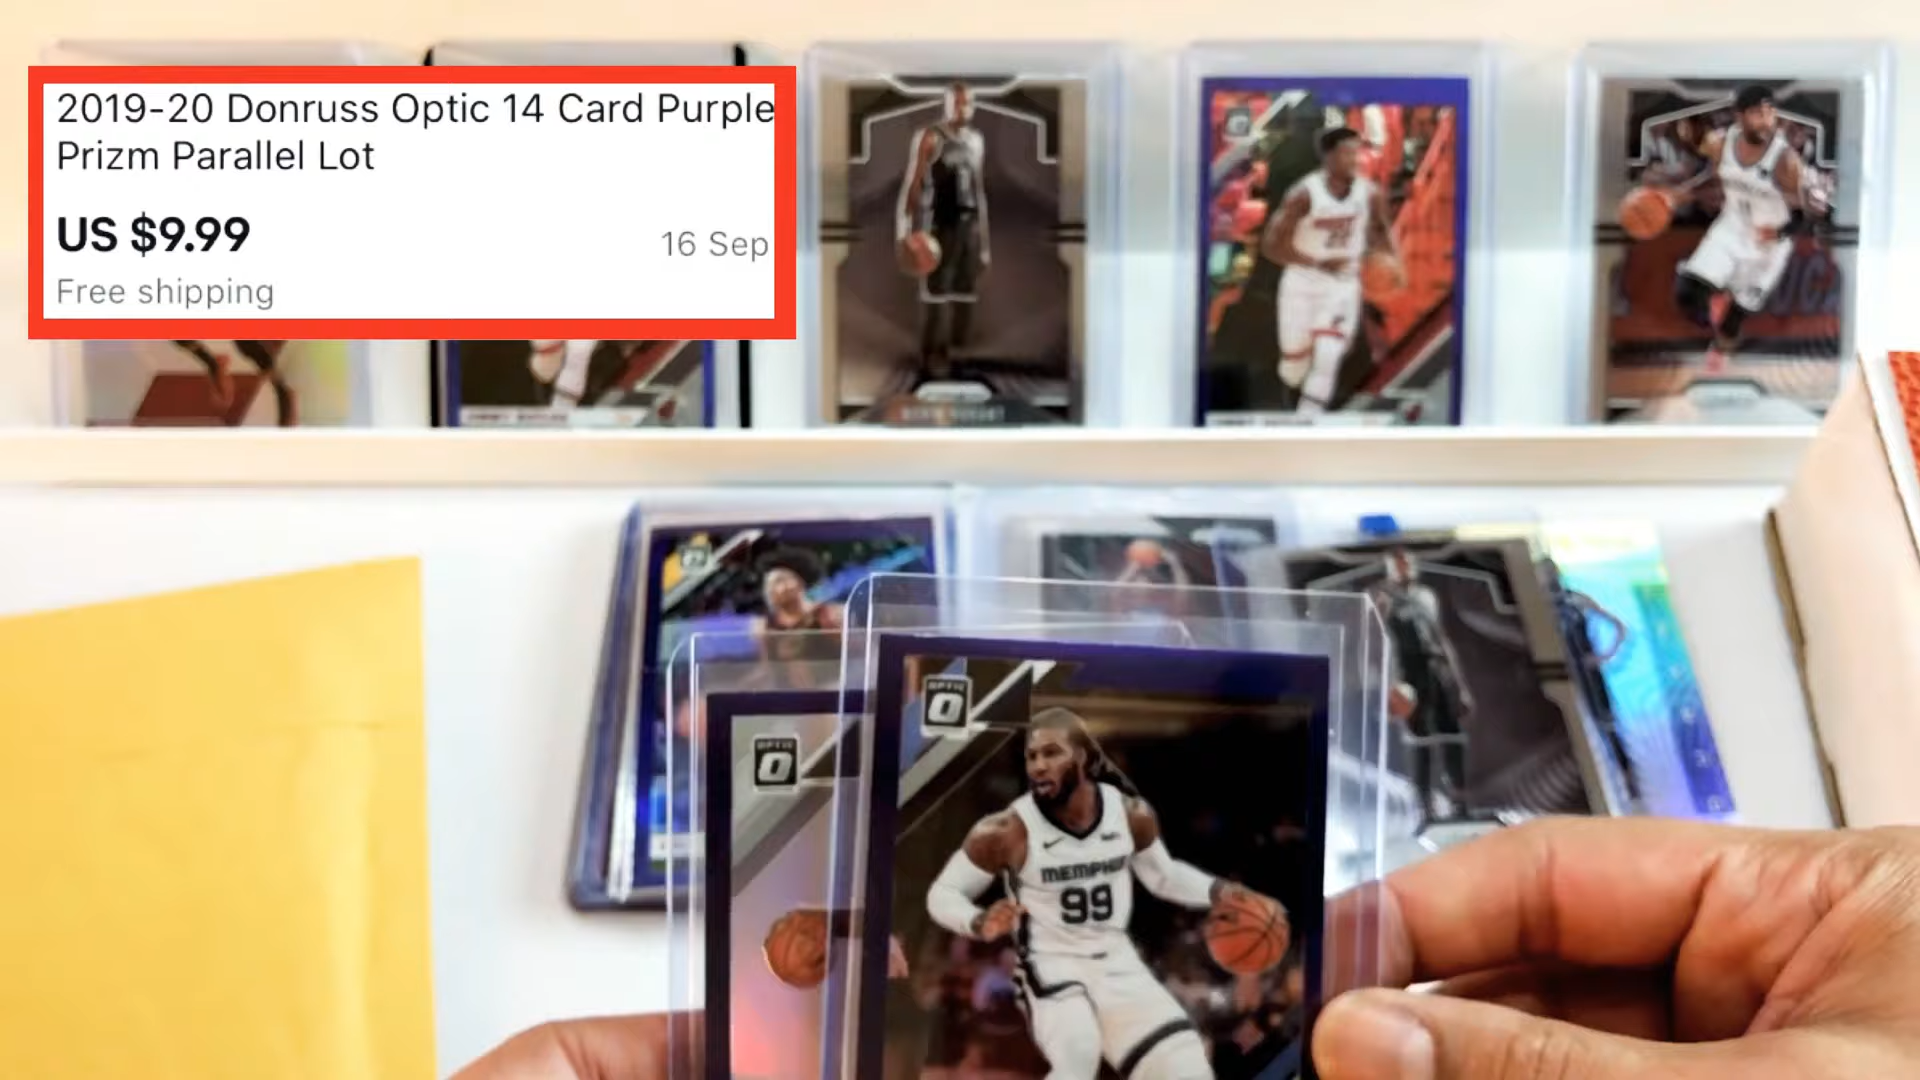 2019-20 Donruss Optic 14 Card Purple
Prizm Parallel Lot
US $9.99
16 Sep
Free shipping
OPTIC
OPTIC
MEMPHIS
99